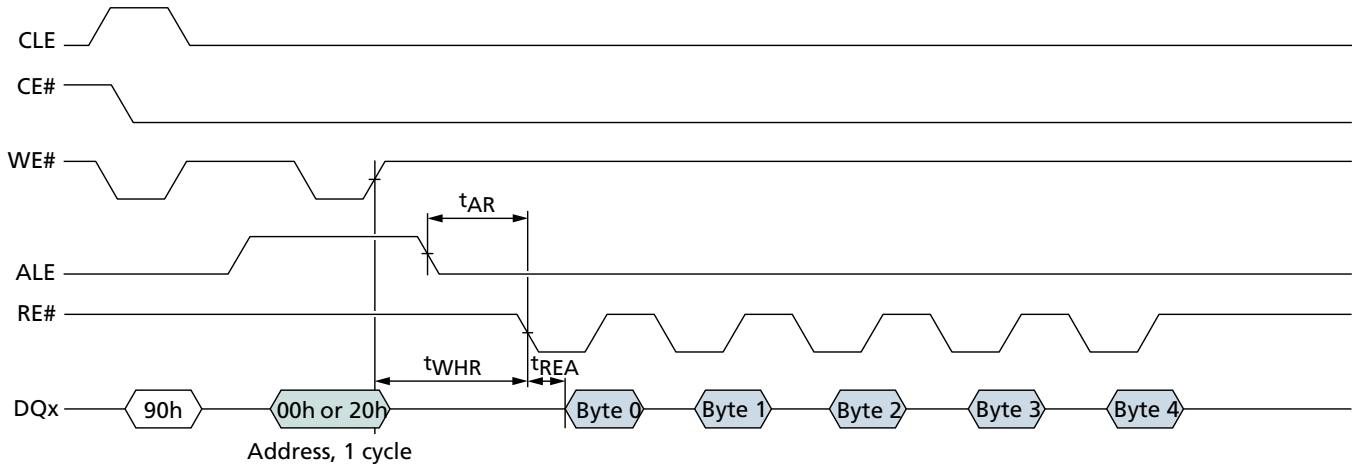 CLE
CE#
WE#
tAR
ALE
RE#
tWHR tREA
DQx 90h 00h or 20h Byte 0 Byte 1 Byte 2 Byte 3 Byte 4
Address, 1 cycle